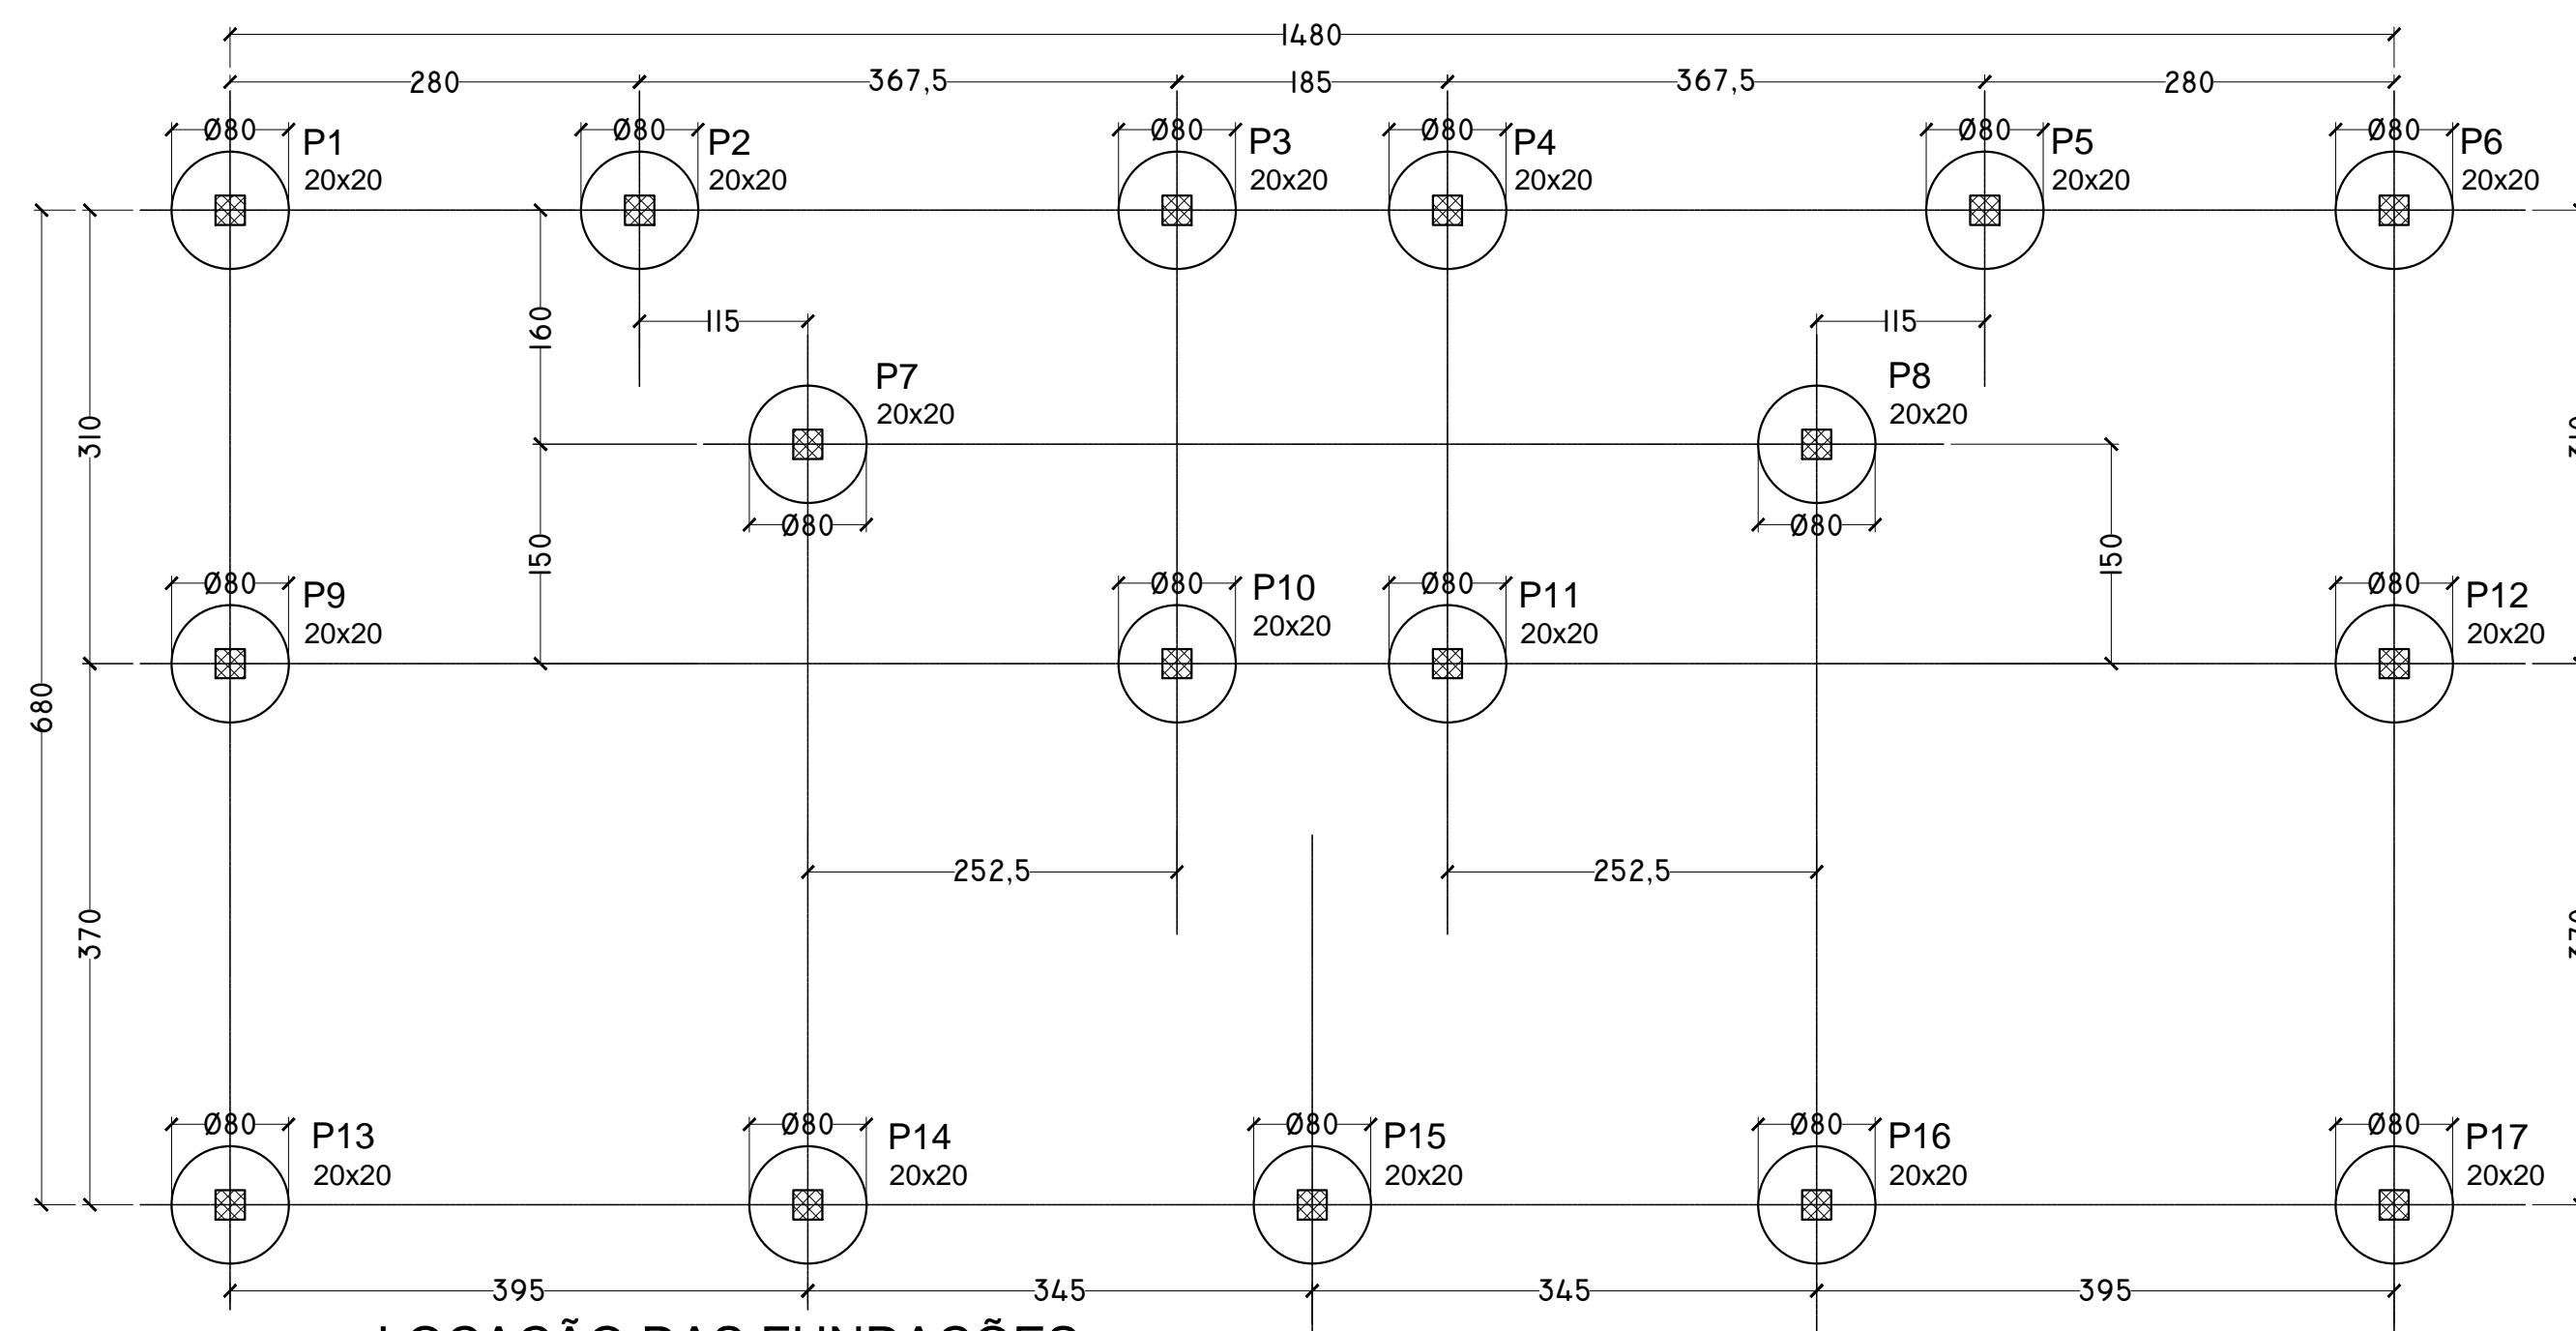 1480
280 367,5 185 367,5 280
Ø80 P1 20x20
Ø80 P2 20x20
Ø80 P3 20x20
Ø80 P4 20x20
Ø80 P5 20x20
Ø80 P6 20x20
160
115
115
310
P7 20x20
Ø80
P8 20x20
Ø80
150
150
Ø80 P9 20x20
Ø80 P10 20x20
Ø80 P11 20x20
Ø80 P12 20x20
680
252,5
252,5
370
Ø80 P13 20x20
Ø80 P14 20x20
Ø80 P15 20x20
Ø80 P16 20x20
Ø80 P17 20x20
395 345 345 395
LOCAÇÃO DAS FUNDAÇÕES